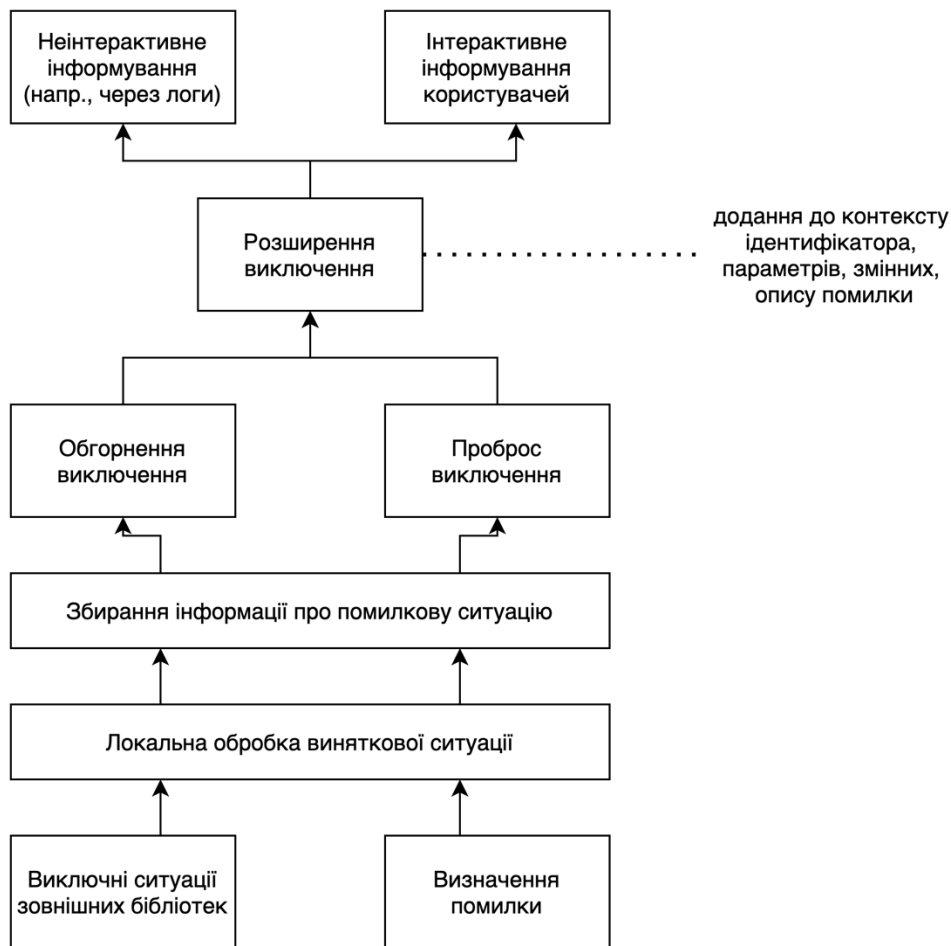 Неінтерактивне
інформування
(напр., через логи)
Інтерактивне
інформування
користувачей
Розширення
виключення
додання до контексту
ідентифікатора,
параметрів, змінних,
опису помилки
Обгорнення
виключення
Проброс
виключення
Збирання інформації про помилкову ситуацію
Локальна обробка виняткової ситуації
Виключні ситуації
зовнішних бібліотек
Визначення
помилки